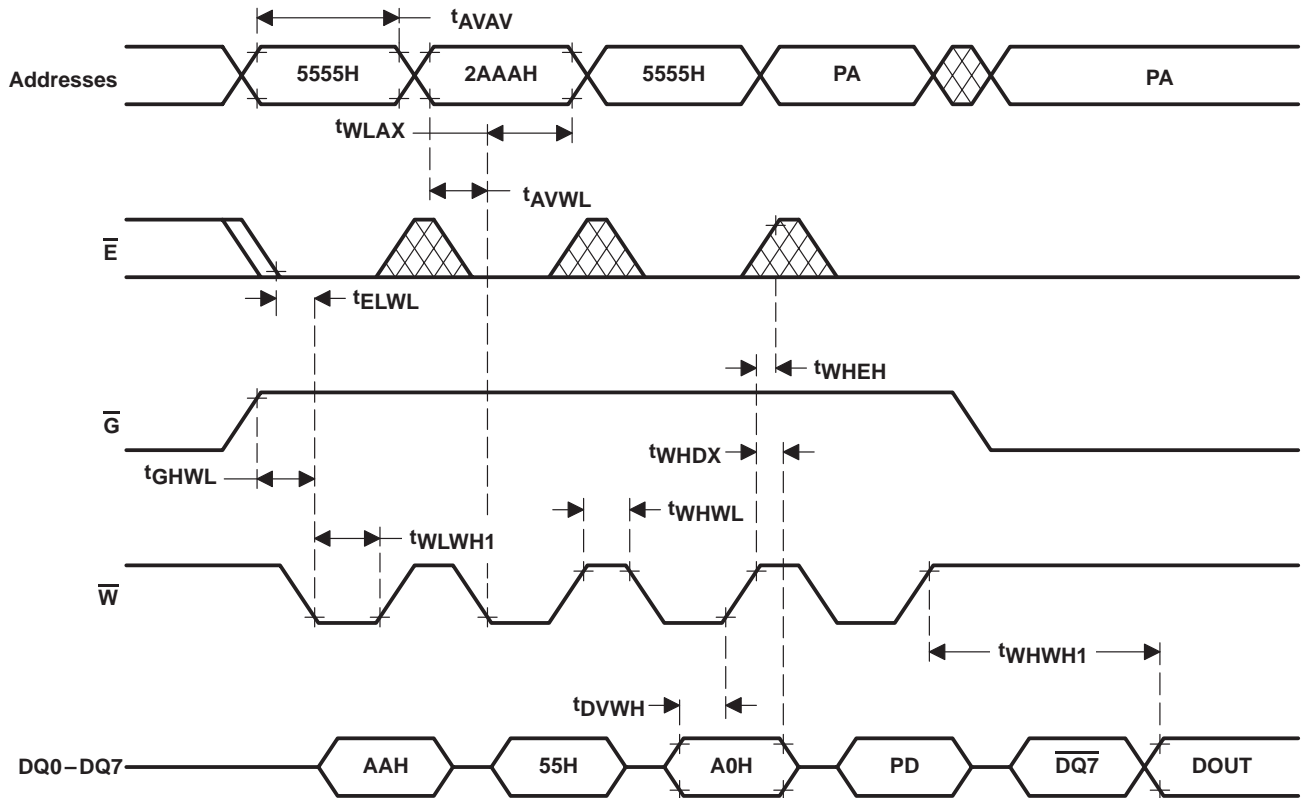 tAVAV
Addresses 5555H 2AAAH 5555H PA PA
tWLAX
tAVWL
E̅
tELWL
tWHEH
G̅
tWHDX
tGHWL
tWHWL
tWLWH1
W̅
tWHWH1
tDVWH
DQ0–DQ7 AAH 55H A0H PD D̅Q̅7̅ DOUT